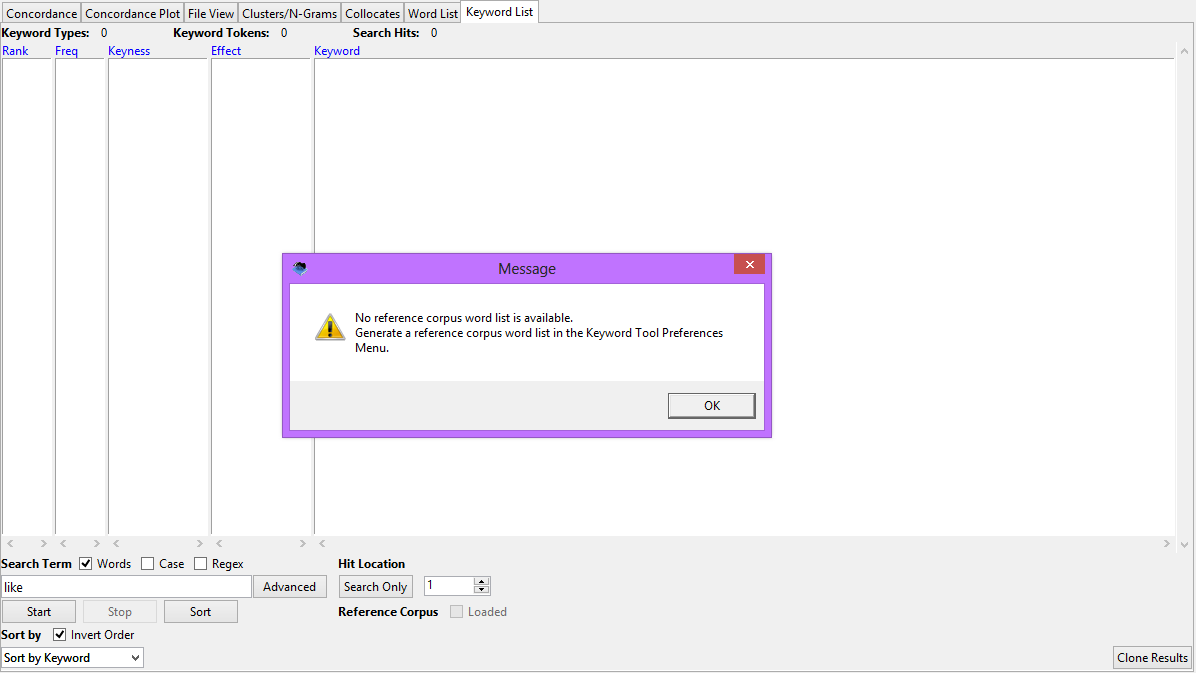 Concordance Concordance Plot File View Clusters/N-Grams Collocates Word List Keyword List
Keyword Types: 0 Keyword Tokens: 0 Search Hits: 0
Rank Freq Keyness Effect Keyword
Message
No reference corpus word list is available.
Generate a reference corpus word list in the Keyword Tool Preferences
Menu.
OK
Search Term Words Case Regex Hit Location
like Advanced Search Only 1
Start Stop Sort Reference Corpus Loaded
Sort by Invert Order
Sort by Keyword Clone Results